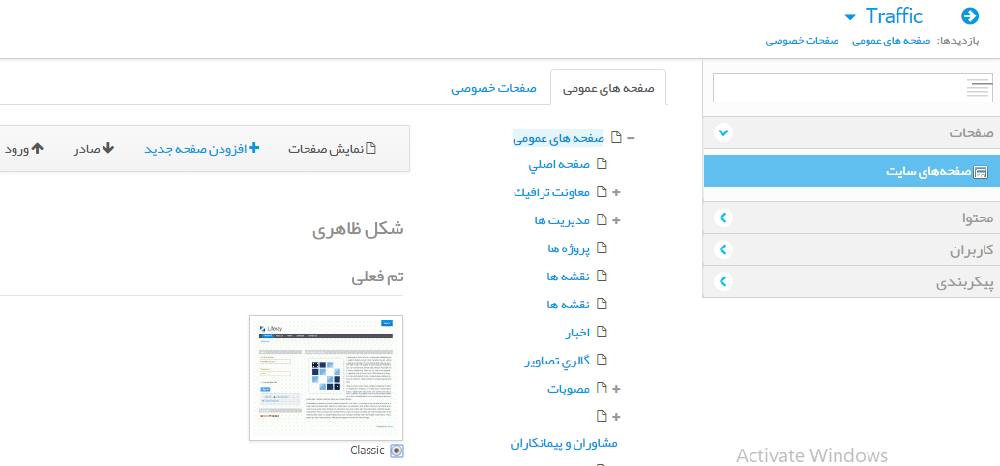 Traffic
بازدیدها: صفحه های عمومی صفحات خصوصی
صفحه های عمومی
صفحات خصوصی
صفحات
صفحه‌های سایت
محتوا
کاربران
پیکربندی
صفحه های عمومی
صفحه اصلي
معاونت ترافيك
مدیریت ها
پروژه ها
نقشه ها
نقشه ها
اخبار
گالري تصاوير
مصوبات
مشاوران و پیمانکاران
نمایش صفحات
افزودن صفحه جدید
صادر
ورود
شکل ظاهری
تم فعلی
Liferay
Classic
Activate Windows